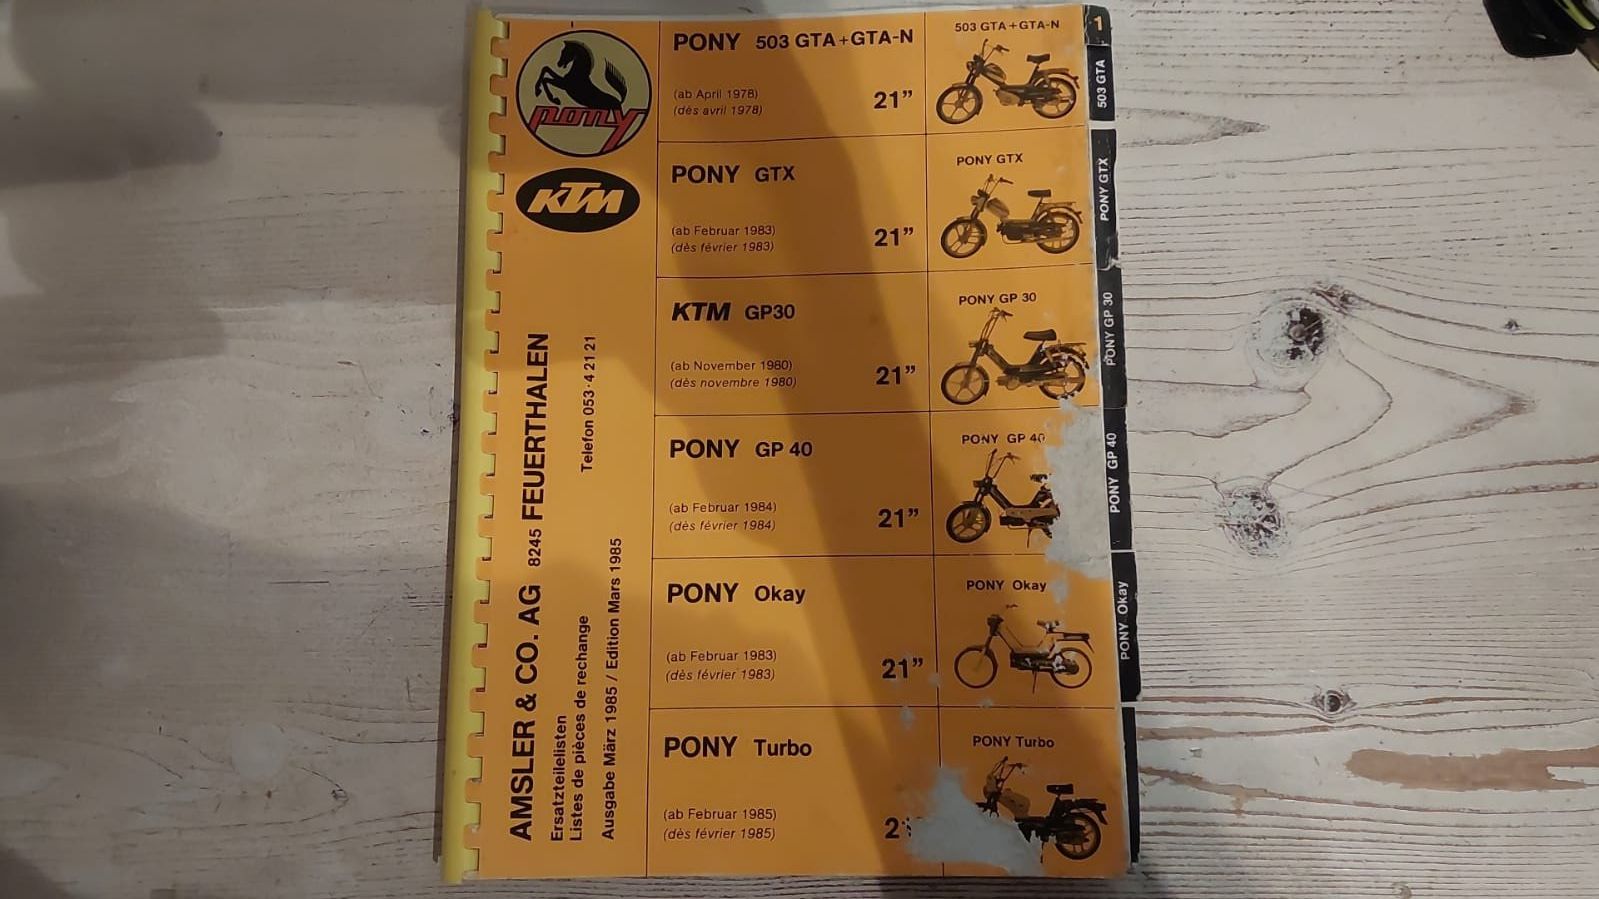 pony
KTM
AMSLER & CO. AG 8245 FEUERTHALEN
Ersatzteilelisten Telefon 053 · 4 21 21
Listes de pièces de rechange
Ausgabe März 1985 / Edition Mars 1985
PONY 503 GTA+GTA-N
(ab April 1978)
(dès avril 1978)
21”
503 GTA+GTA-N
PONY GTX
(ab Februar 1983)
(dès février 1983)
21”
PONY GTX
KTM GP30
(ab November 1980)
(dès novembre 1980)
21”
PONY GP 30
PONY GP 40
(ab Februar 1984)
(dès février 1984)
21”
PONY GP 40
PONY Okay
(ab Februar 1983)
(dès février 1983)
21”
PONY Okay
PONY Turbo
(ab Februar 1985)
(dès février 1985)
2
PONY Turbo
1
503 GTA
PONY GTX
PONY GP 30
PONY GP 40
PONY Okay